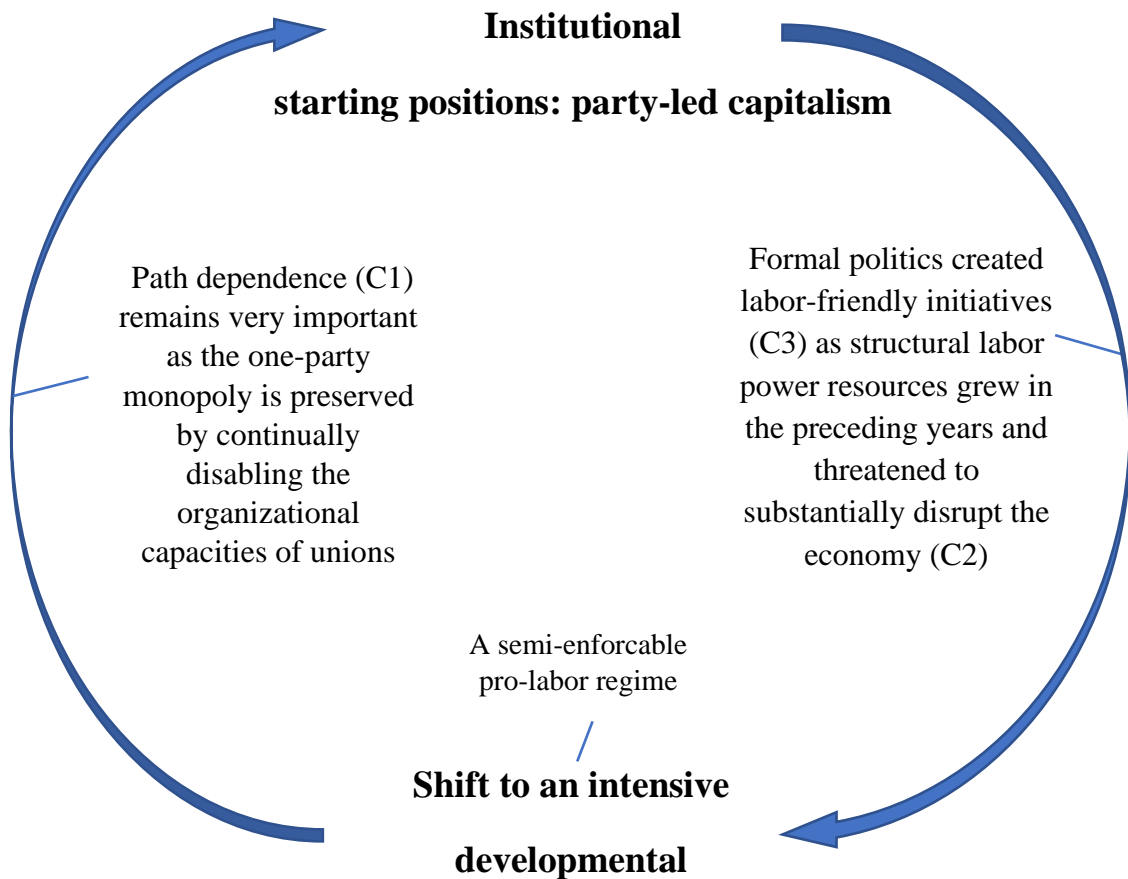 Institutional
starting positions: party-led capitalism
Path dependence (C1)
remains very important
as the one-party
monopoly is preserved
by continually
disabling the
organizational
capacities of unions
Formal politics created
labor-friendly initiatives
(C3) as structural labor
power resources grew in
the preceding years and
threatened to
substantially disrupt the
economy (C2)
A semi-enforcable
pro-labor regime
Shift to an intensive
developmental